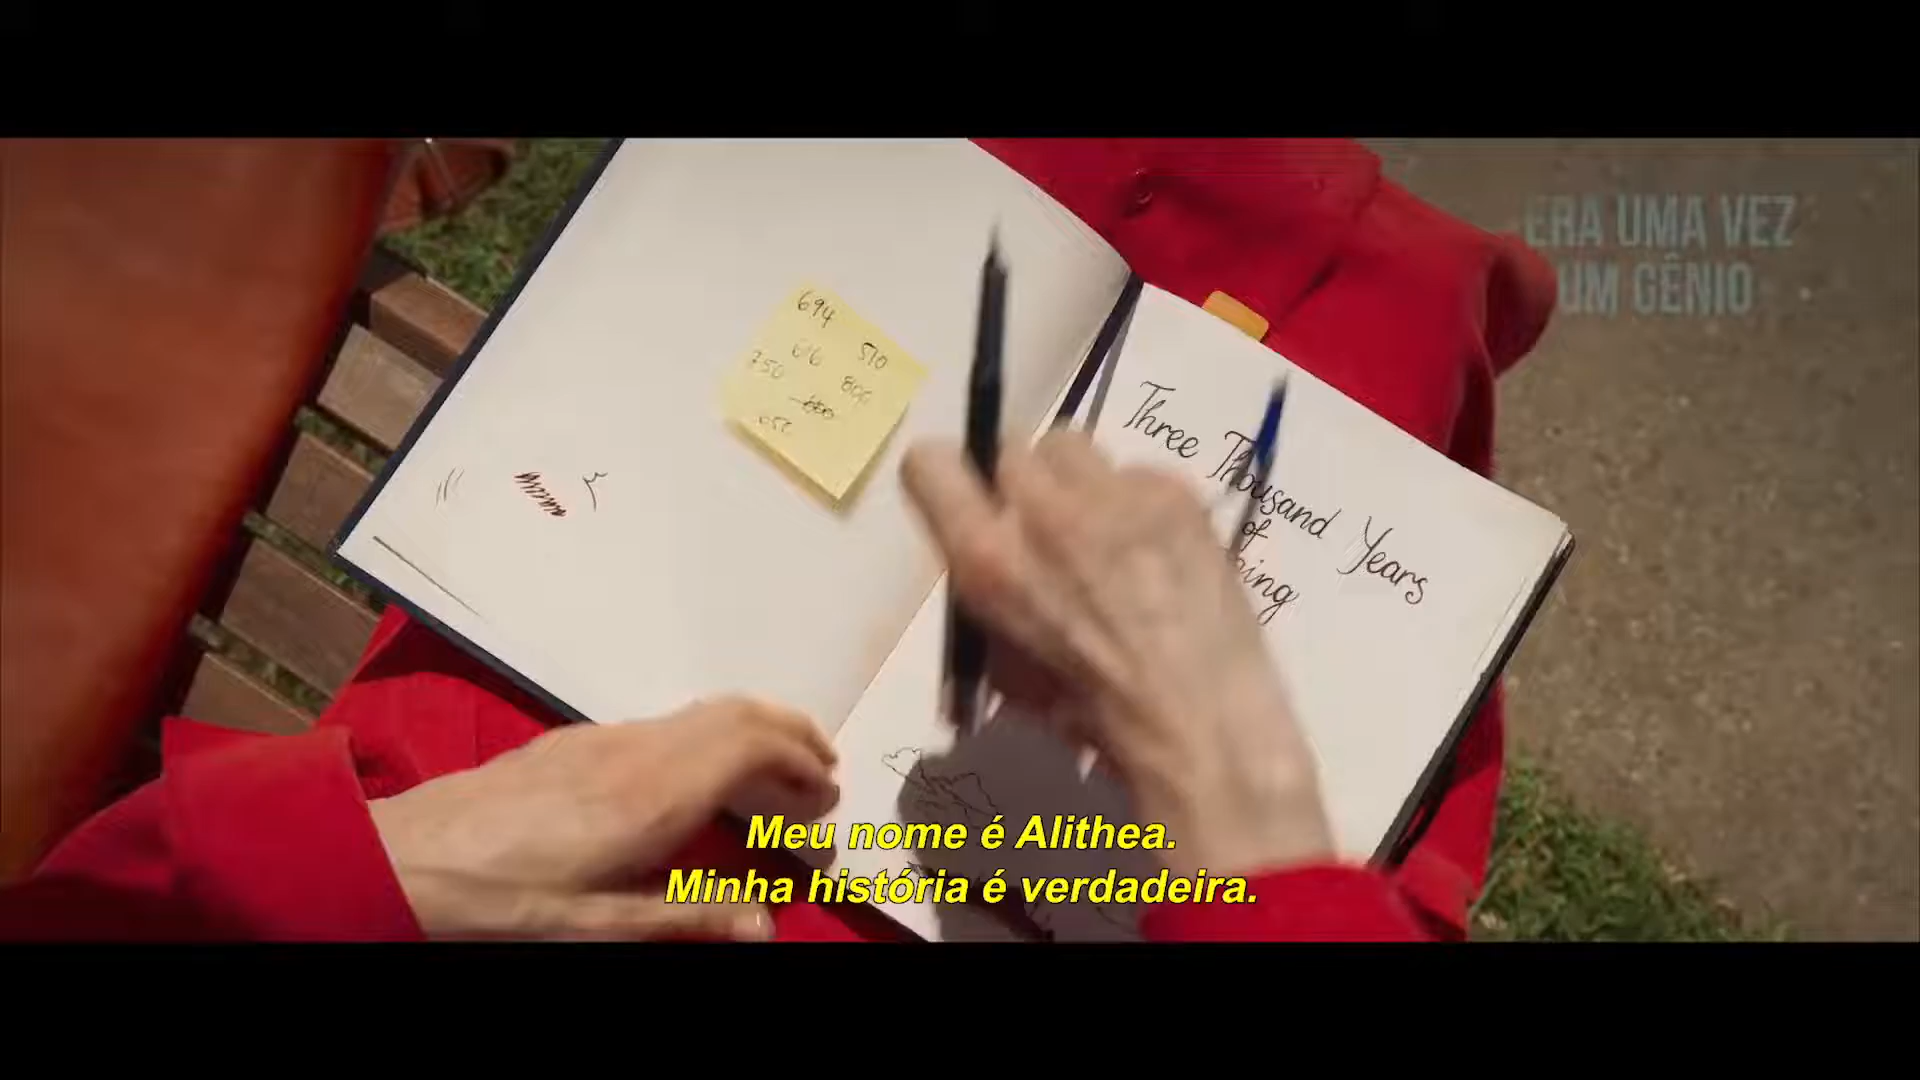 ERA UMA VEZ
UM GÊNIO
694
616
510
750
806
Three Thousand Years
of
Meu nome é Alithea.
Minha história é verdadeira.